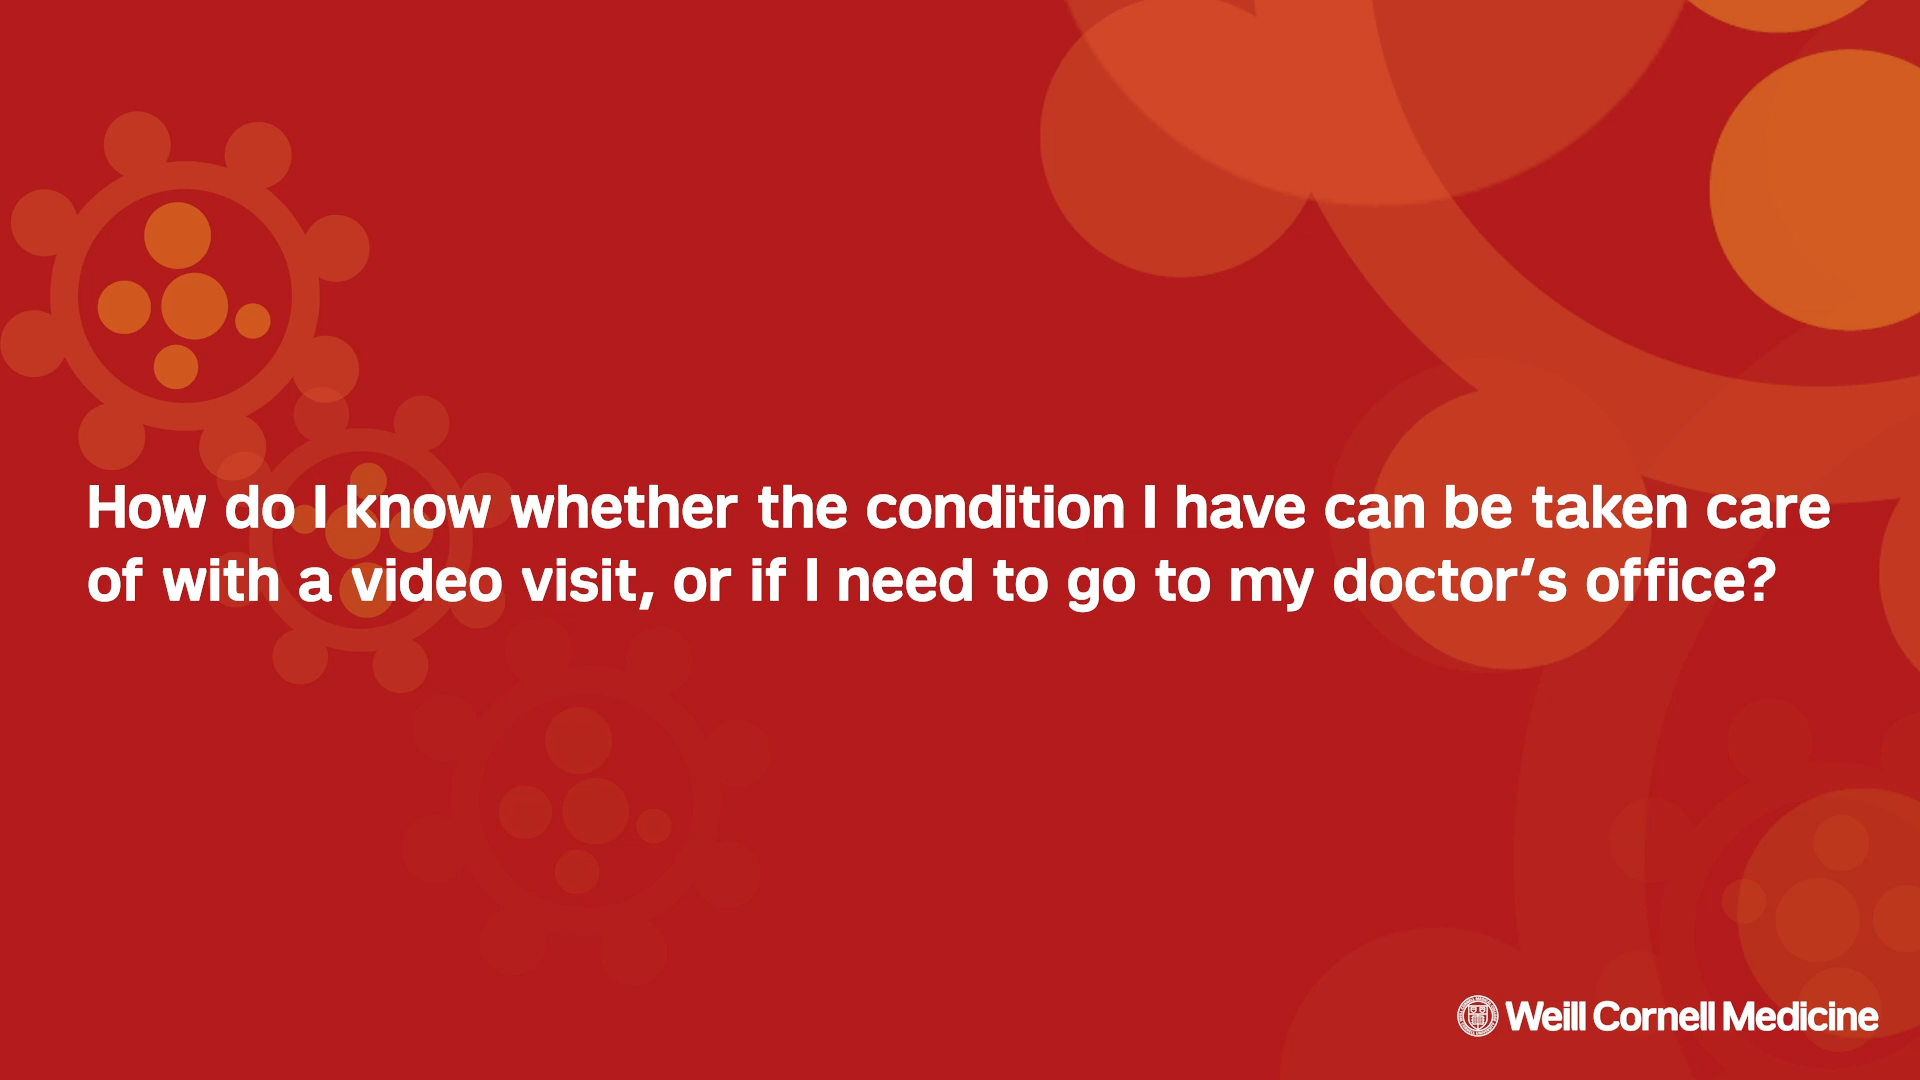 How do I know whether the condition I have can be taken care
of with a video visit, or if I need to go to my doctor’s office?
Weill Cornell Medicine